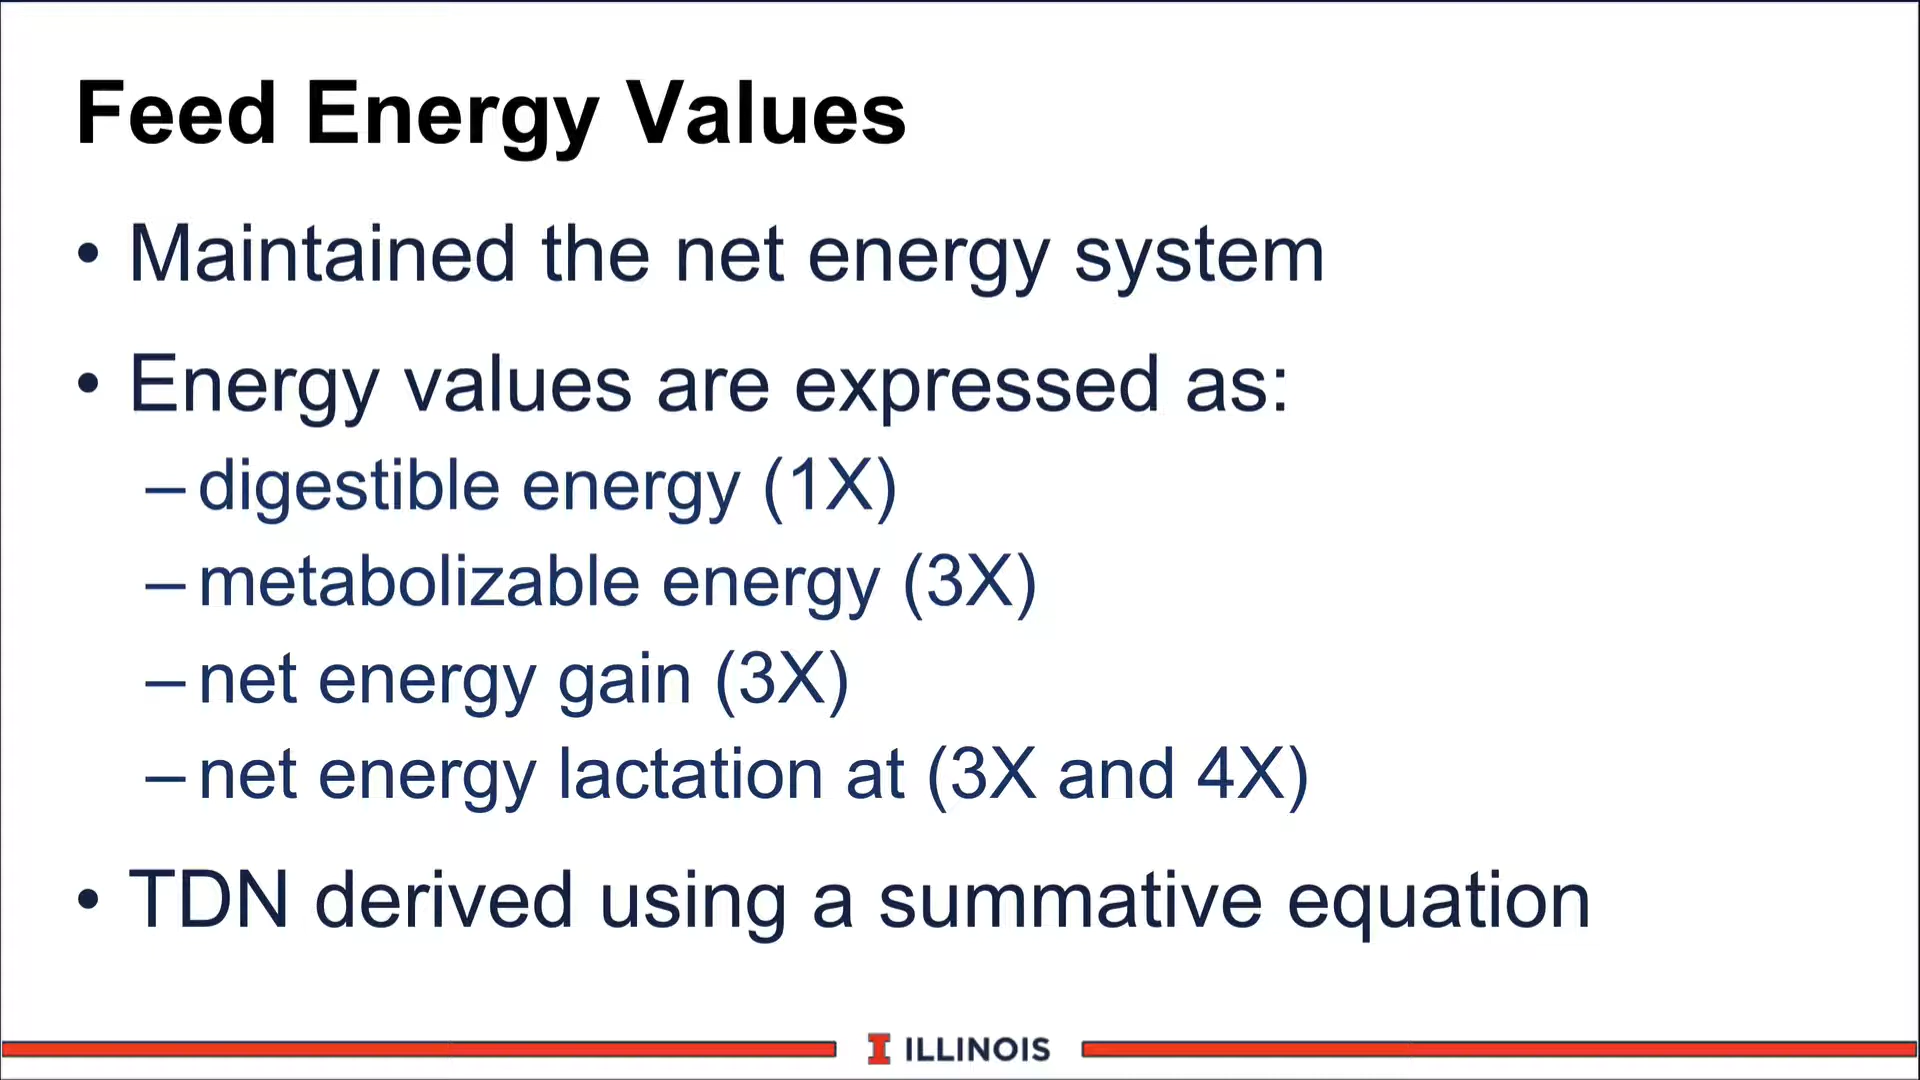 Feed Energy Values
• Maintained the net energy system
• Energy values are expressed as:
– digestible energy (1X)
– metabolizable energy (3X)
– net energy gain (3X)
– net energy lactation at (3X and 4X)
• TDN derived using a summative equation
I ILLINOIS